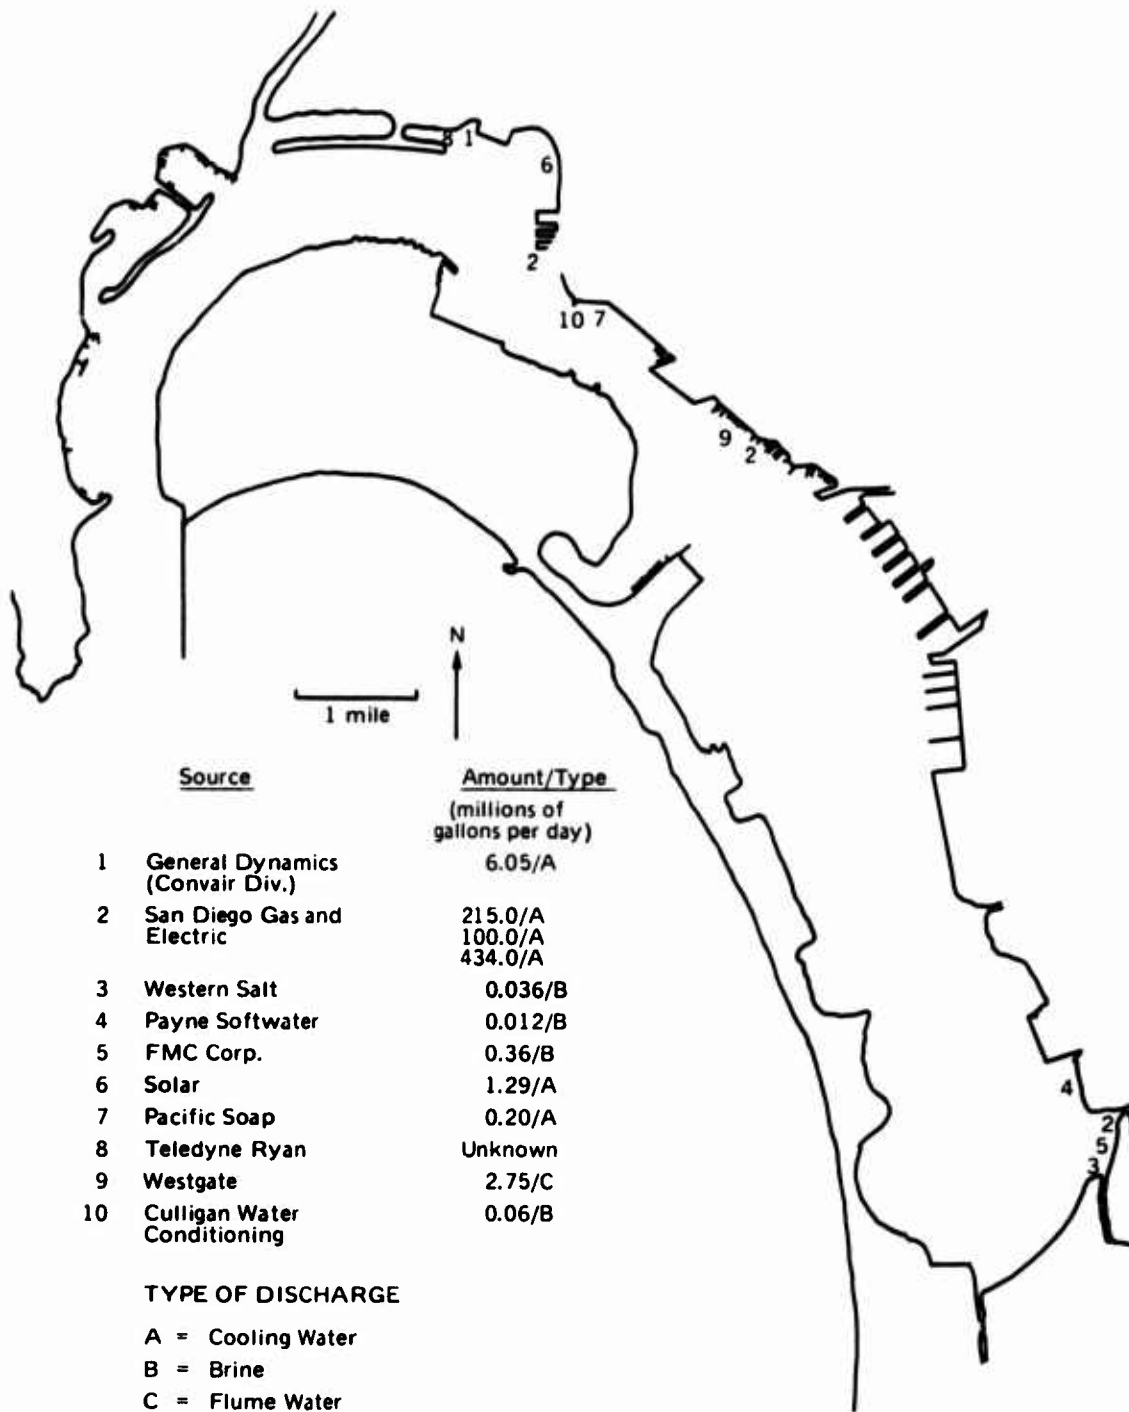 8 1
6
2
10 7
9 2
N
1 mile
4
2
5
3
Source Amount/Type
(millions of
gallons per day)
1 General Dynamics 6.05/A
(Convair Div.)
2 San Diego Gas and 215.0/A
Electric 100.0/A
434.0/A
3 Western Salt 0.036/B
4 Payne Softwater 0.012/B
5 FMC Corp. 0.36/B
6 Solar 1.29/A
7 Pacific Soap 0.20/A
8 Teledyne Ryan Unknown
9 Westgate 2.75/C
10 Culligan Water 0.06/B
Conditioning
TYPE OF DISCHARGE
A = Cooling Water
B = Brine
C = Flume Water